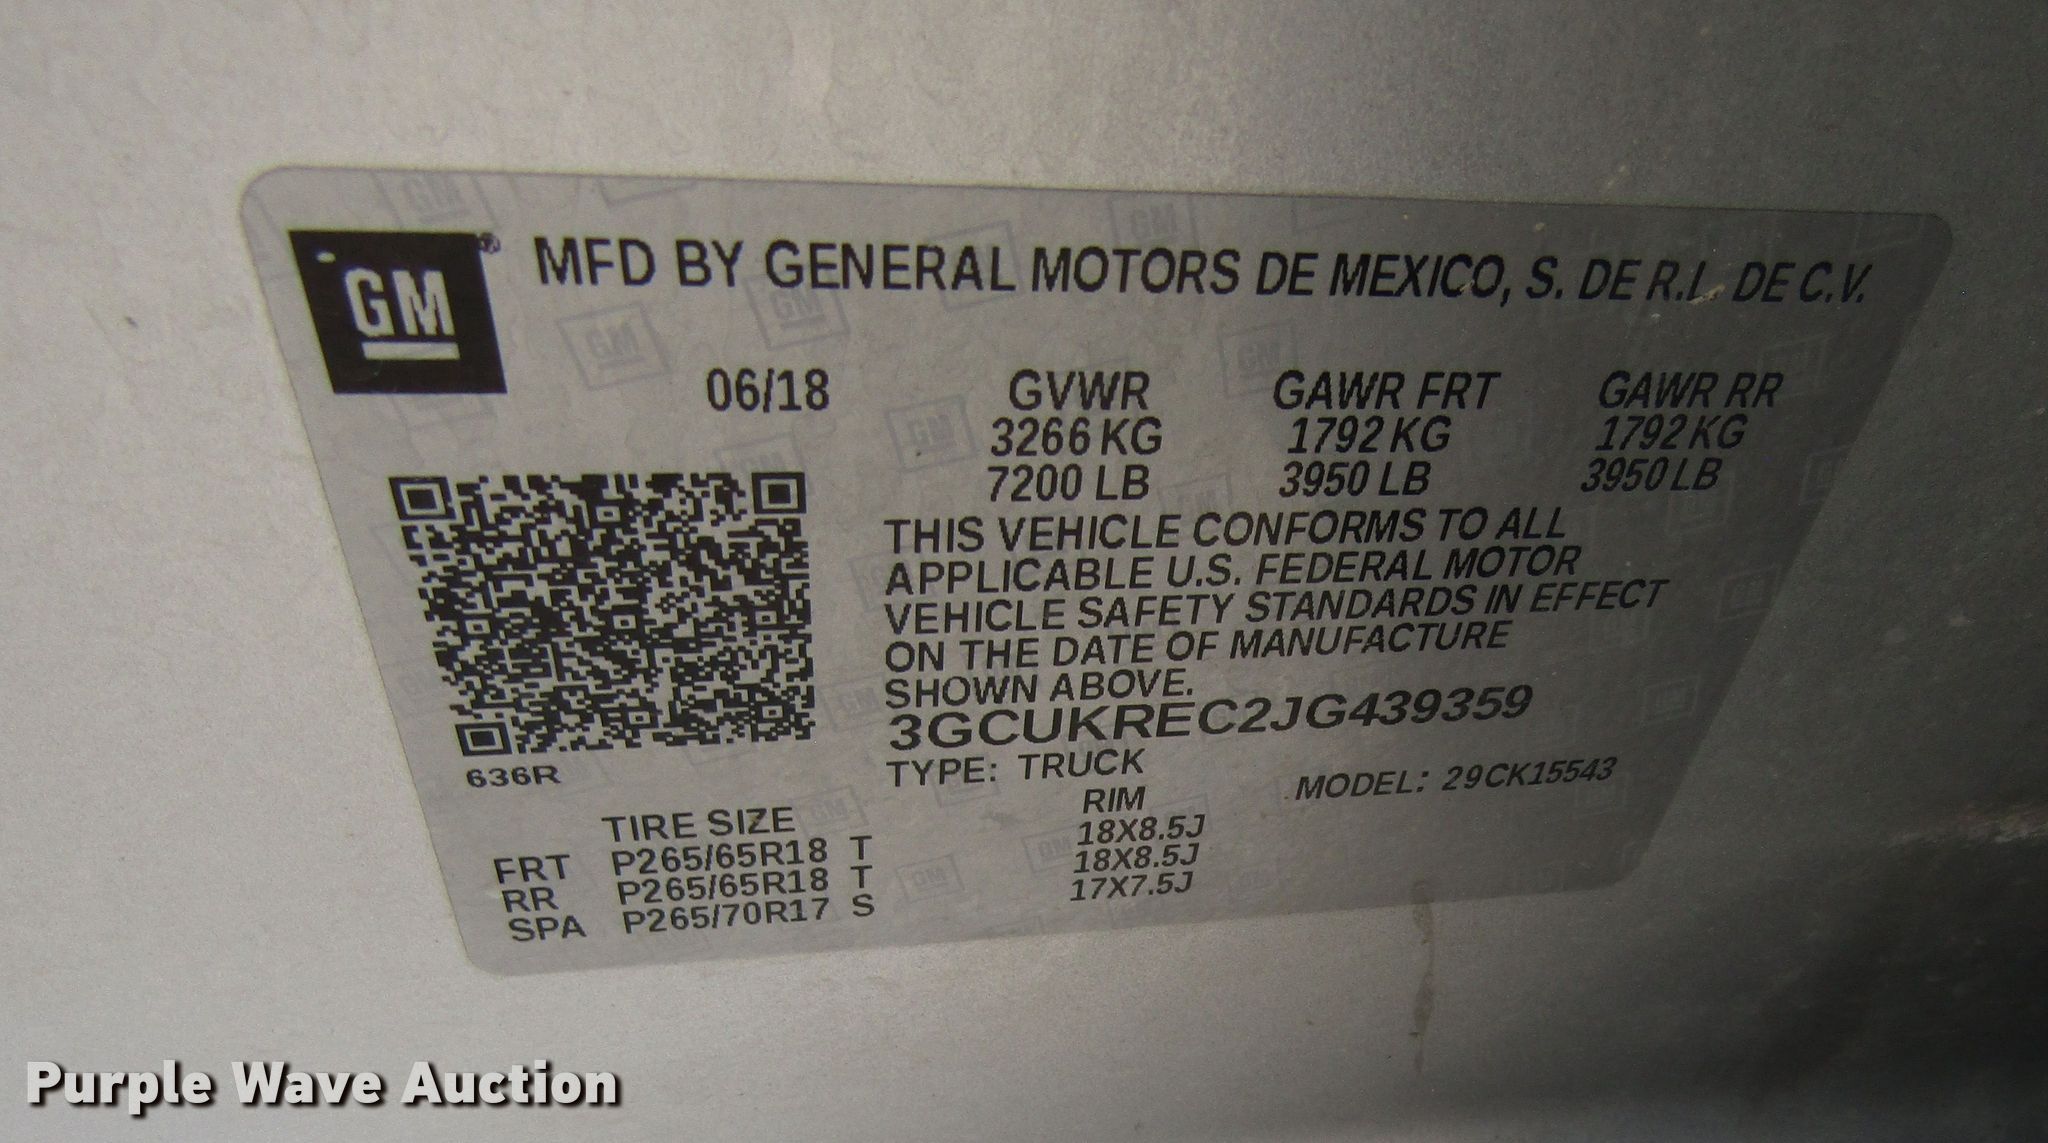 GM
MFD BY GENERAL MOTORS DE MEXICO, S. DE R.L. DE C.V.
06/18 GVWR GAWR FRT GAWR RR
3266 KG 1792 KG 1792 KG
7200 LB 3950 LB 3950 LB
THIS VEHICLE CONFORMS TO ALL
APPLICABLE U.S. FEDERAL MOTOR
VEHICLE SAFETY STANDARDS IN EFFECT
ON THE DATE OF MANUFACTURE
SHOWN ABOVE.
3GCUKREC2JG439359
636R
TYPE: TRUCK MODEL: 29CK15543
TIRE SIZE RIM
FRT P265/65R18 T 18X8.5J
RR P265/65R18 T 18X8.5J
SPA P265/70R17 S 17X7.5J
Purple Wave Auction